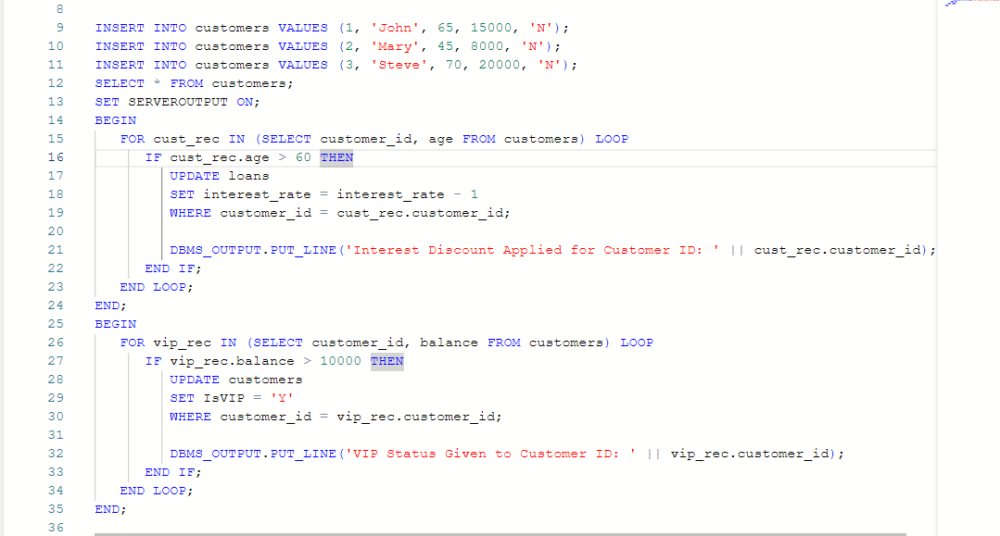 8
9 INSERT INTO customers VALUES (1, 'John', 65, 15000, 'N');
10 INSERT INTO customers VALUES (2, 'Mary', 45, 8000, 'N');
11 INSERT INTO customers VALUES (3, 'Steve', 70, 20000, 'N');
12 SELECT * FROM customers;
13 SET SERVEROUTPUT ON;
14 BEGIN
15    FOR cust_rec IN (SELECT customer_id, age FROM customers) LOOP
16       IF cust_rec.age > 60 THEN
17          UPDATE loans
18          SET interest_rate = interest_rate - 1
19          WHERE customer_id = cust_rec.customer_id;
20
21          DBMS_OUTPUT.PUT_LINE('Interest Discount Applied for Customer ID: ' || cust_rec.customer_id);
22       END IF;
23    END LOOP;
24 END;
25 BEGIN
26    FOR vip_rec IN (SELECT customer_id, balance FROM customers) LOOP
27       IF vip_rec.balance > 10000 THEN
28          UPDATE customers
29          SET IsVIP = 'Y'
30          WHERE customer_id = vip_rec.customer_id;
31
32          DBMS_OUTPUT.PUT_LINE('VIP Status Given to Customer ID: ' || vip_rec.customer_id);
33       END IF;
34    END LOOP;
35 END;
36